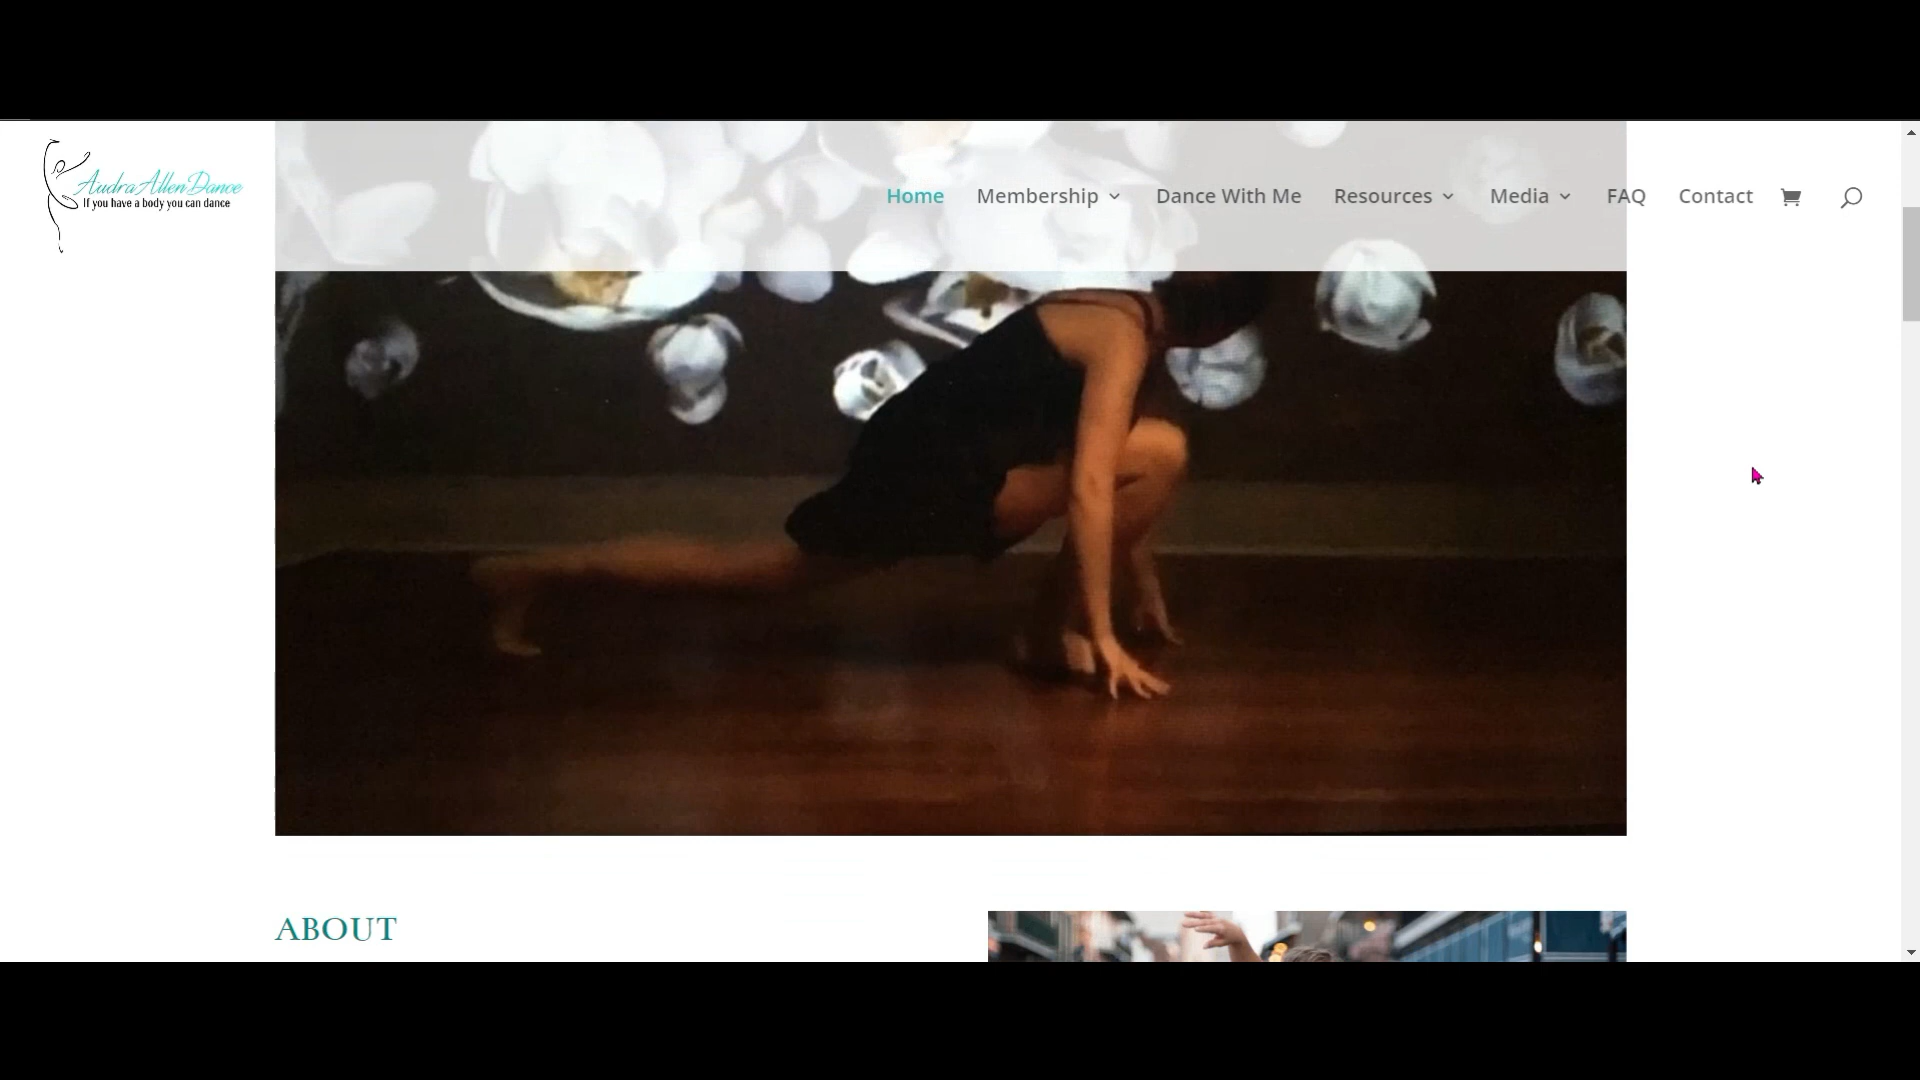 AudraAllenDance
If you have a body you can dance
Home Membership Dance With Me Resources Media FAQ Contact
ABOUT